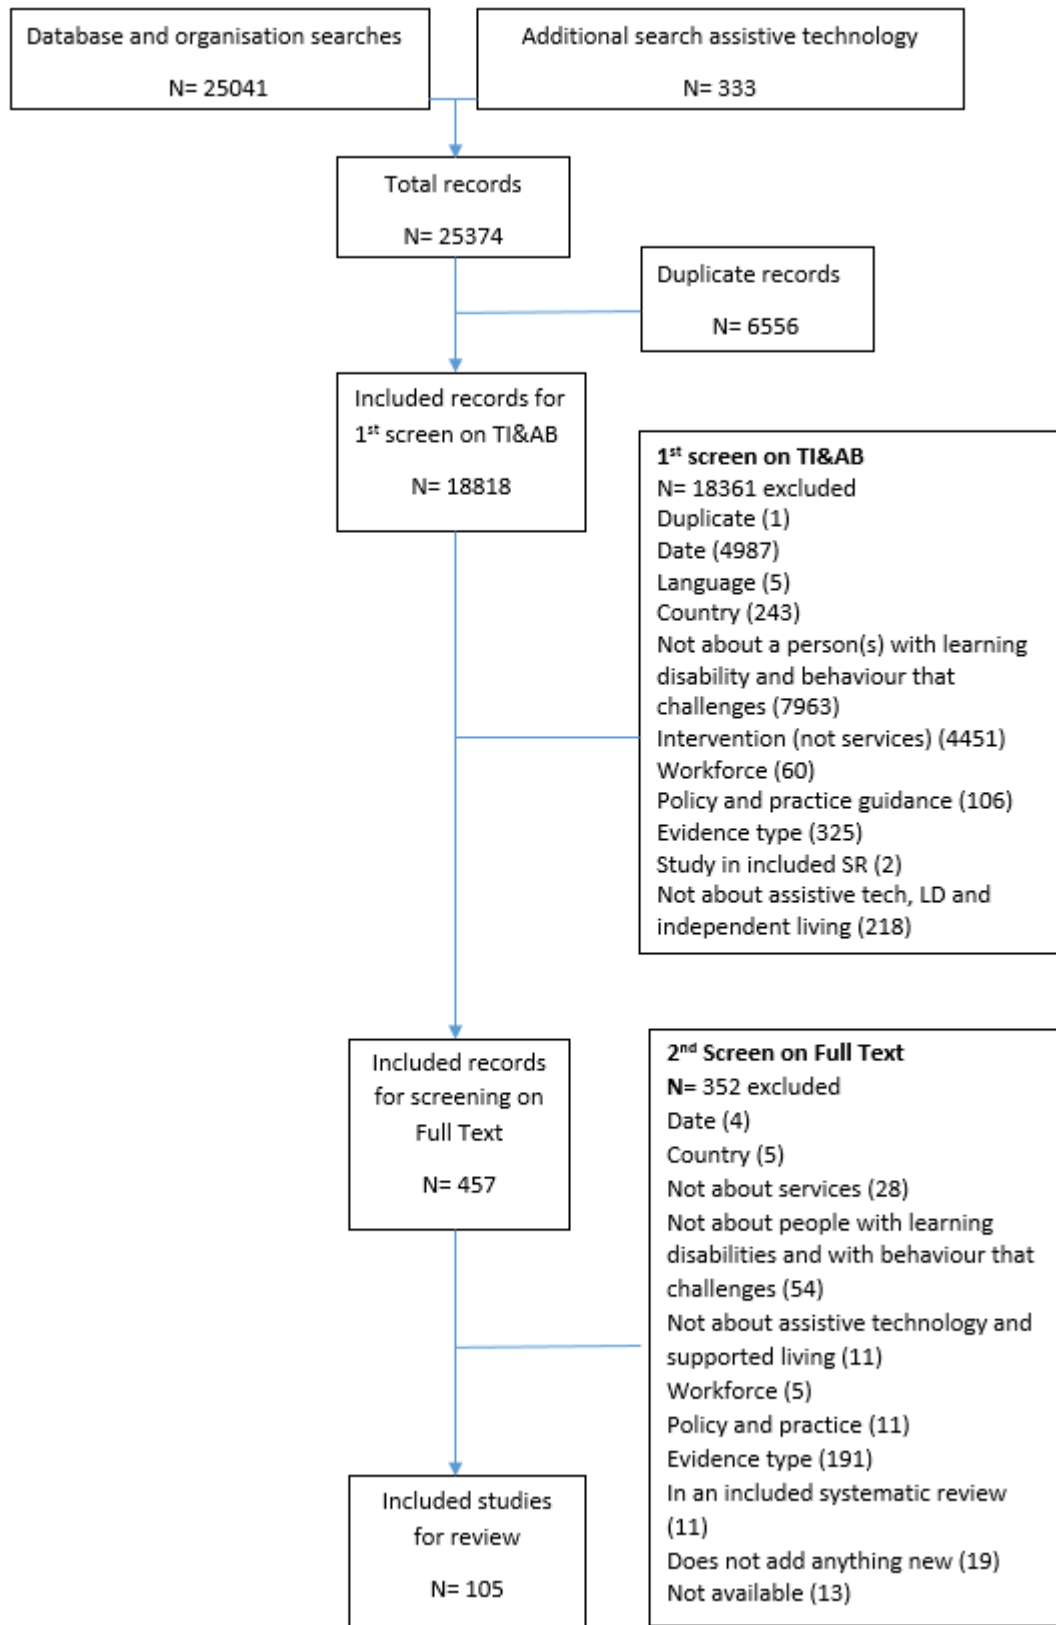 Database and organisation searches
N= 25041
Additional search assistive technology
N= 333
Total records
N= 25374
Duplicate records
N= 6556
Included records for
1st screen on TI&AB
N= 18818
1st screen on TI&AB
N= 18361 excluded
Duplicate (1)
Date (4987)
Language (5)
Country (243)
Not about a person(s) with learning
disability and behaviour that
challenges (7963)
Intervention (not services) (4451)
Workforce (60)
Policy and practice guidance (106)
Evidence type (325)
Study in included SR (2)
Not about assistive tech, LD and
independent living (218)
Included records
for screening on
Full Text
N= 457
2nd Screen on Full Text
N= 352 excluded
Date (4)
Country (5)
Not about services (28)
Not about people with learning
disabilities and with behaviour that
challenges (54)
Not about assistive technology and
supported living (11)
Workforce (5)
Policy and practice (11)
Evidence type (191)
In an included systematic review
(11)
Does not add anything new (19)
Not available (13)
Included studies
for review
N= 105